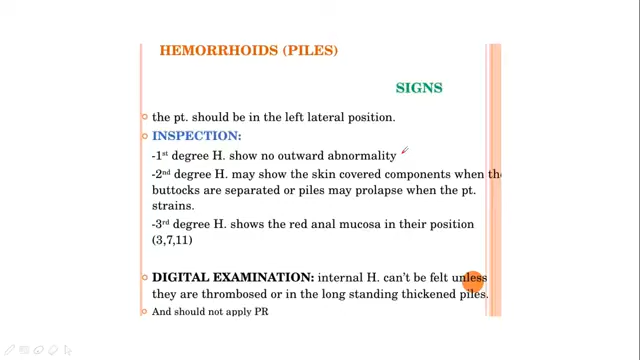 HEMORRHOIDS (PILES)
SIGNS
the pt. should be in the left lateral position.
INSPECTION:
-1st degree H. show no outward abnormality
-2nd degree H. may show the skin covered components when the
buttocks are separated or piles may prolapse when the pt.
strains.
-3rd degree H. shows the red anal mucosa in their position
(3,7,11)
DIGITAL EXAMINATION: internal H. can't be felt unless
they are thrombosed or in the long standing thickened piles.
And should not apply PR